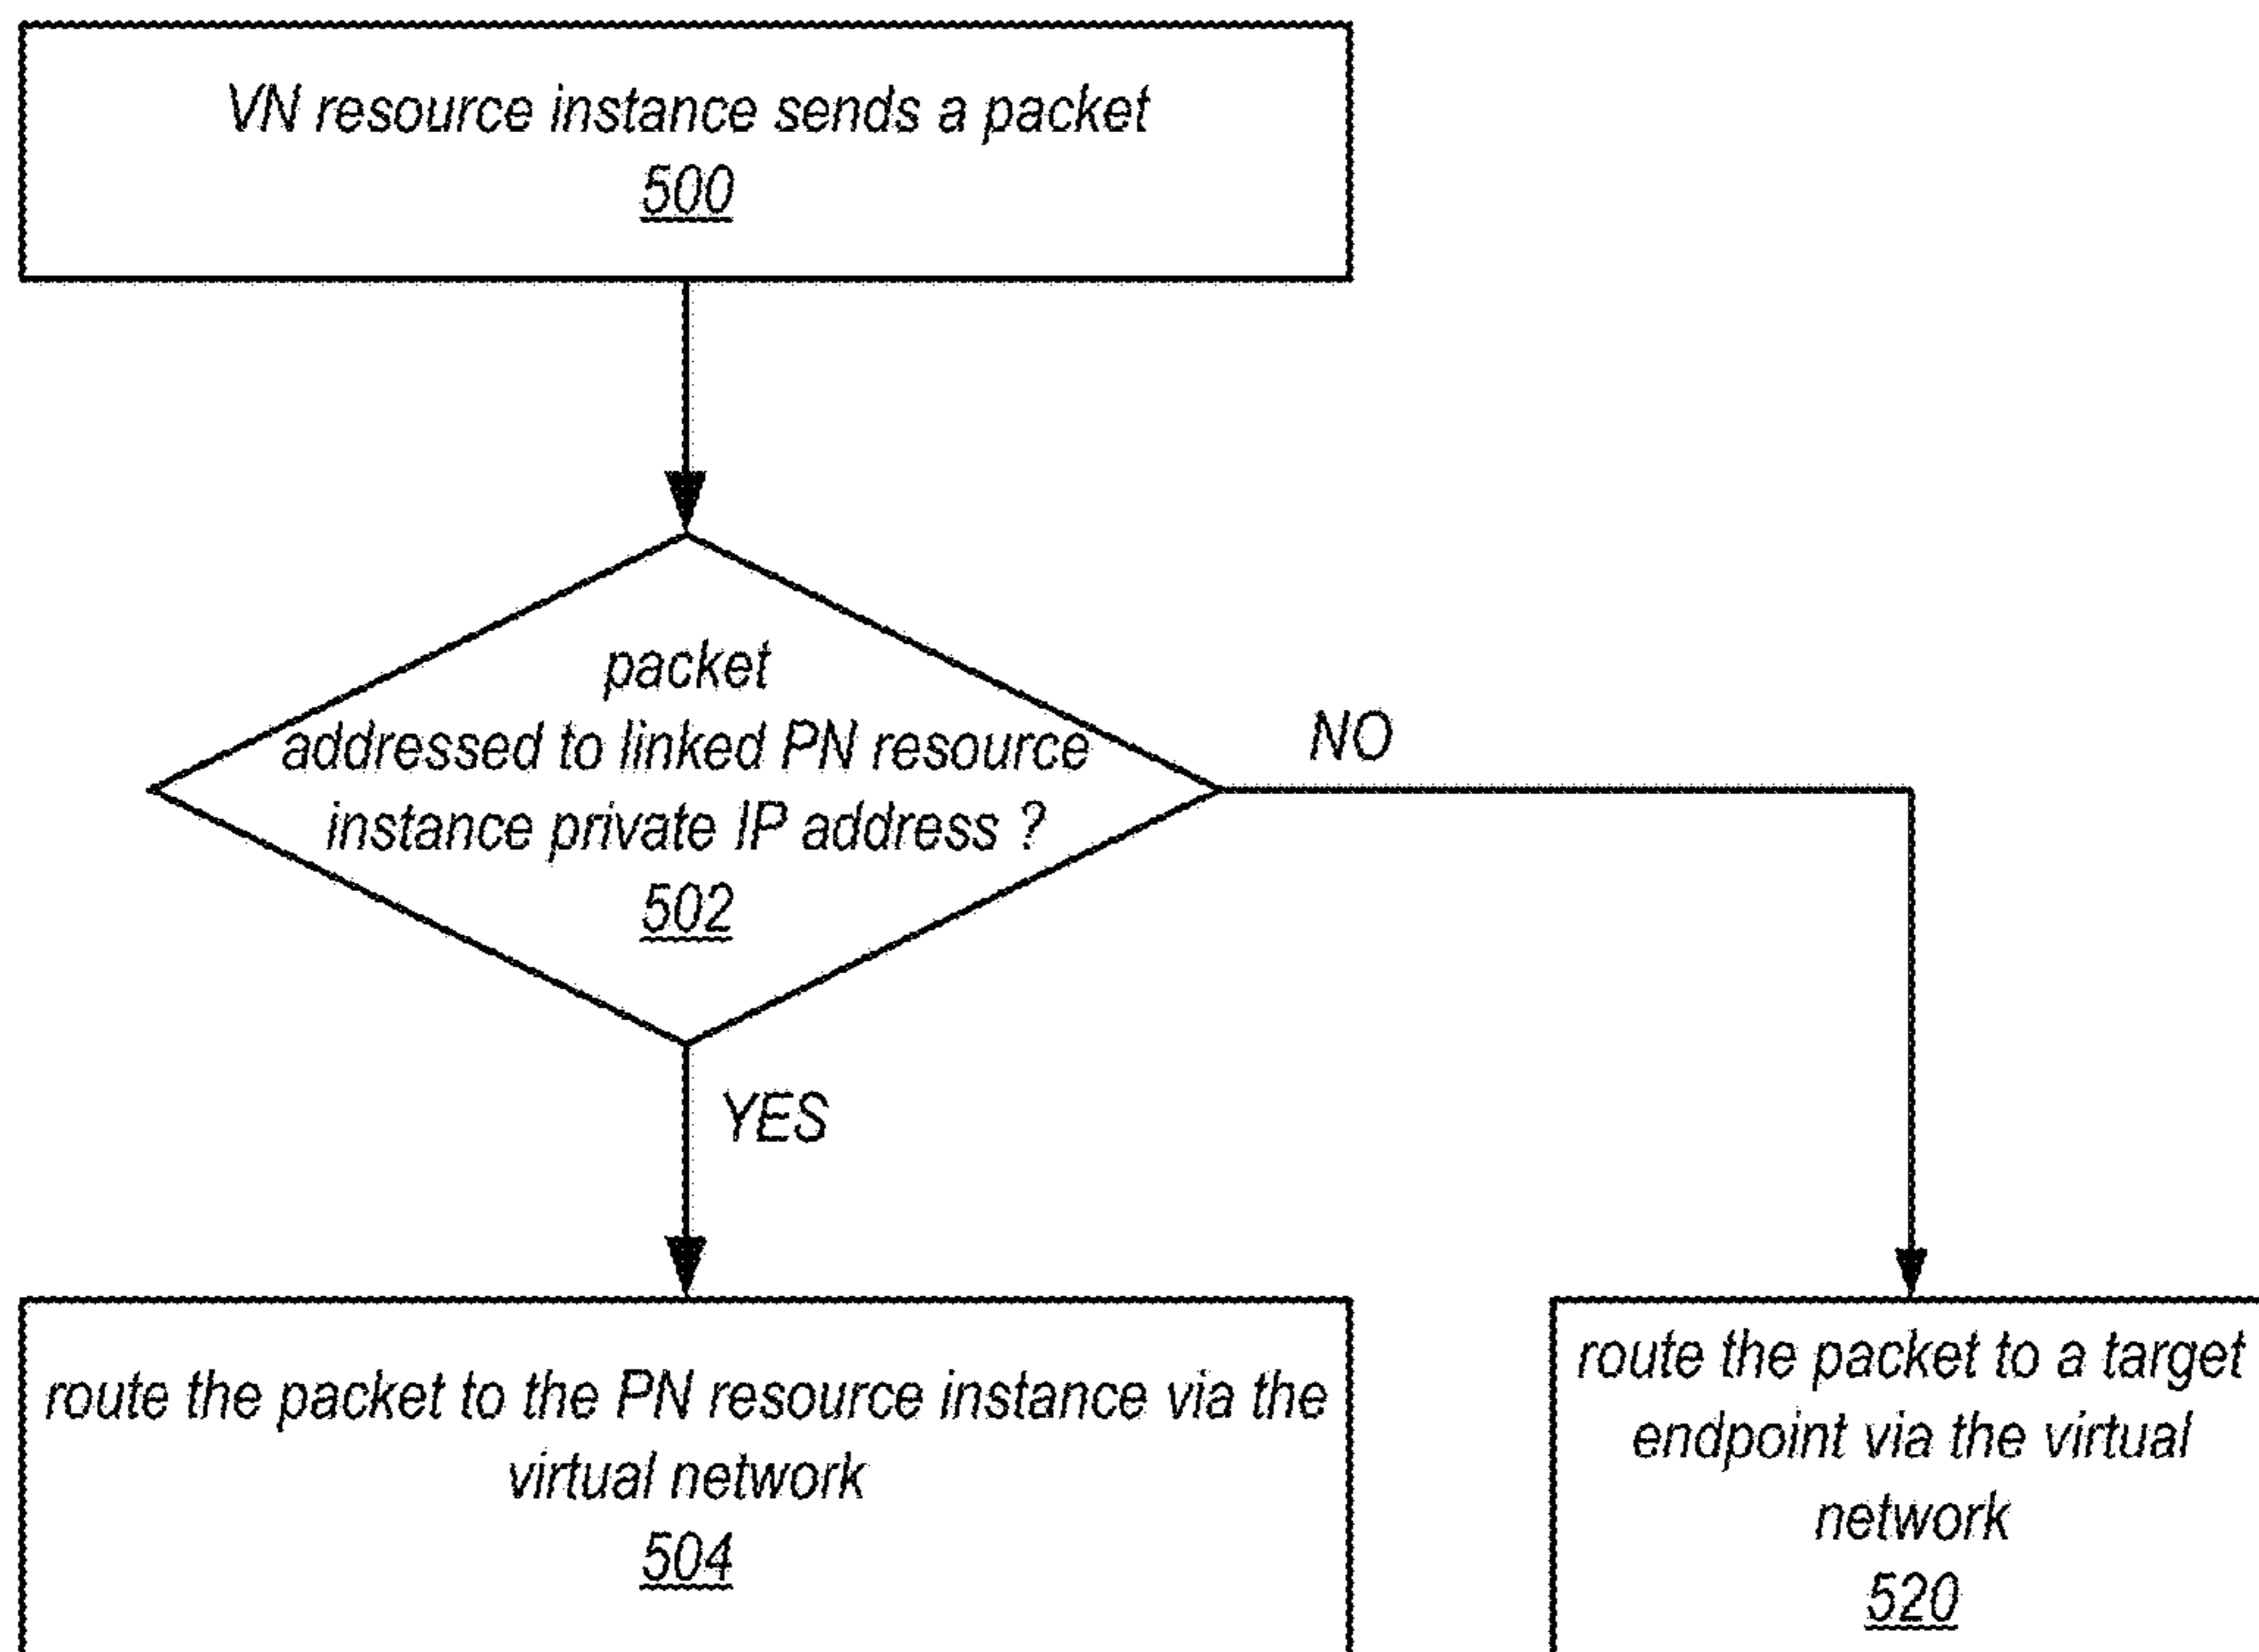 VN resource instance sends a packet
500
packet
addressed to linked PN resource
instance private IP address ?
502
NO
YES
route the packet to the PN resource instance via the
virtual network
504
route the packet to a target
endpoint via the virtual
network
520